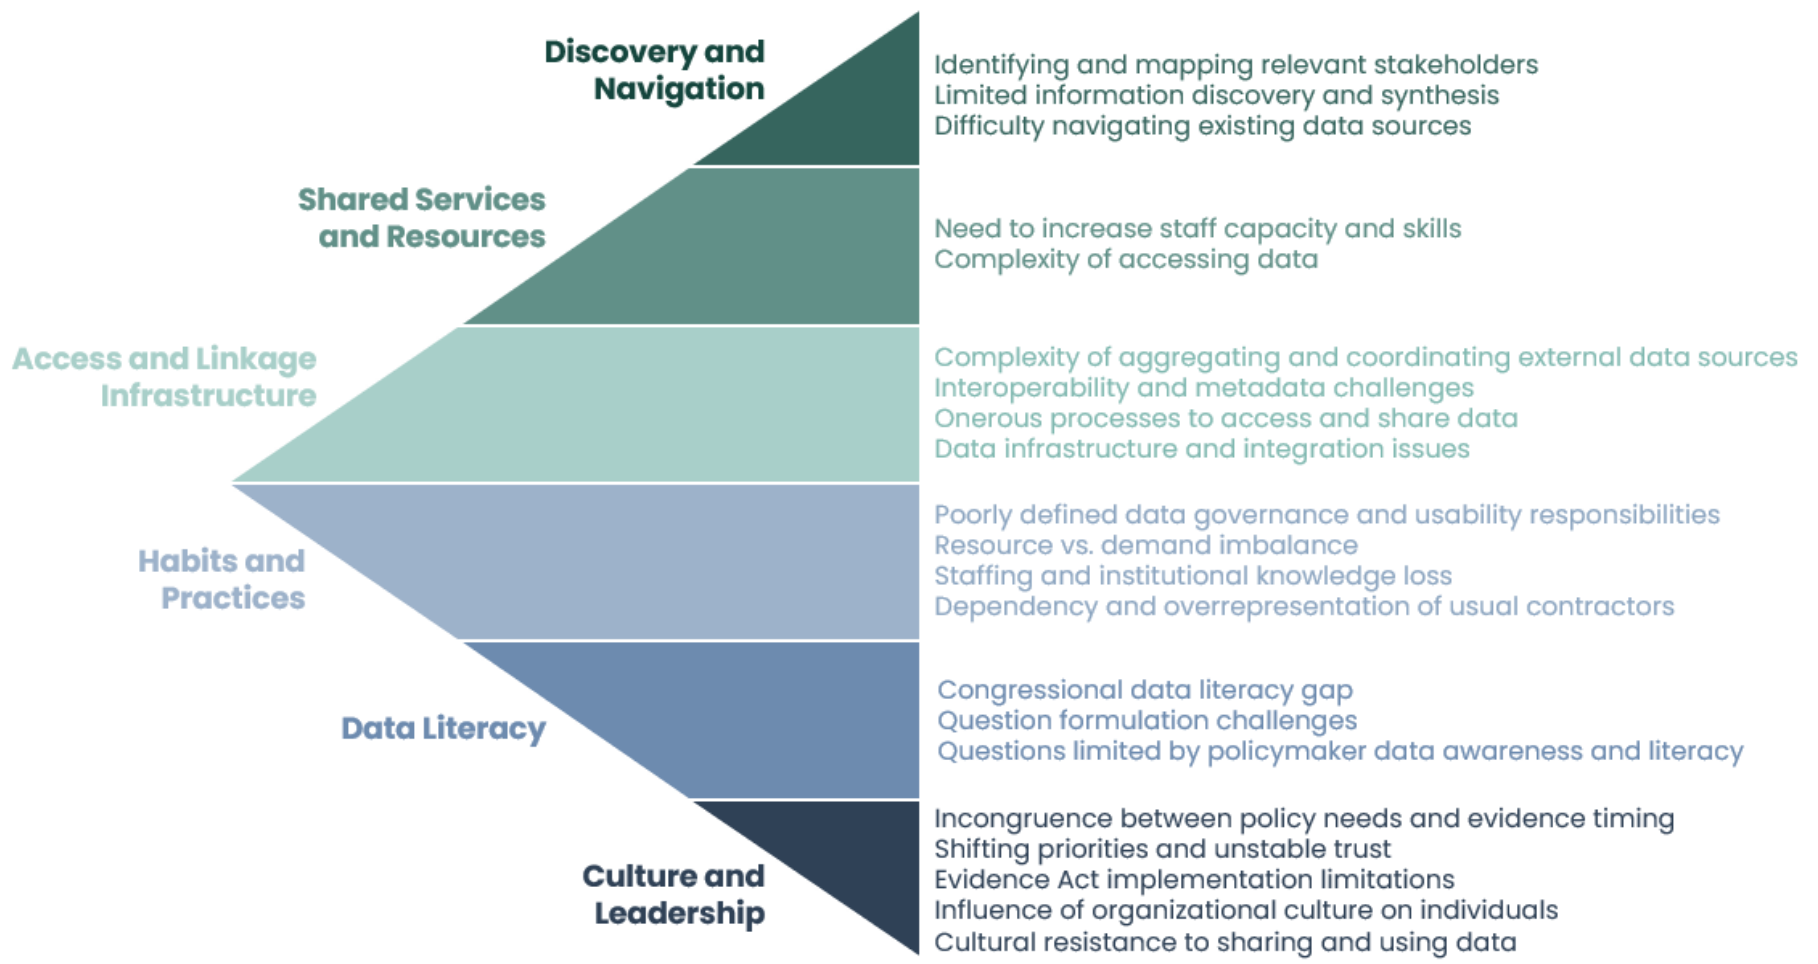 Discovery and
Navigation
Identifying and mapping relevant stakeholders
Limited information discovery and synthesis
Difficulty navigating existing data sources
Shared Services
and Resources
Need to increase staff capacity and skills
Complexity of accessing data
Access and Linkage
Infrastructure
Complexity of aggregating and coordinating external data sources
Interoperability and metadata challenges
Onerous processes to access and share data
Data infrastructure and integration issues
Habits and
Practices
Poorly defined data governance and usability responsibilities
Resource vs. demand imbalance
Staffing and institutional knowledge loss
Dependency and overrepresentation of usual contractors
Data Literacy
Congressional data literacy gap
Question formulation challenges
Questions limited by policymaker data awareness and literacy
Culture and
Leadership
Incongruence between policy needs and evidence timing
Shifting priorities and unstable trust
Evidence Act implementation limitations
Influence of organizational culture on individuals
Cultural resistance to sharing and using data